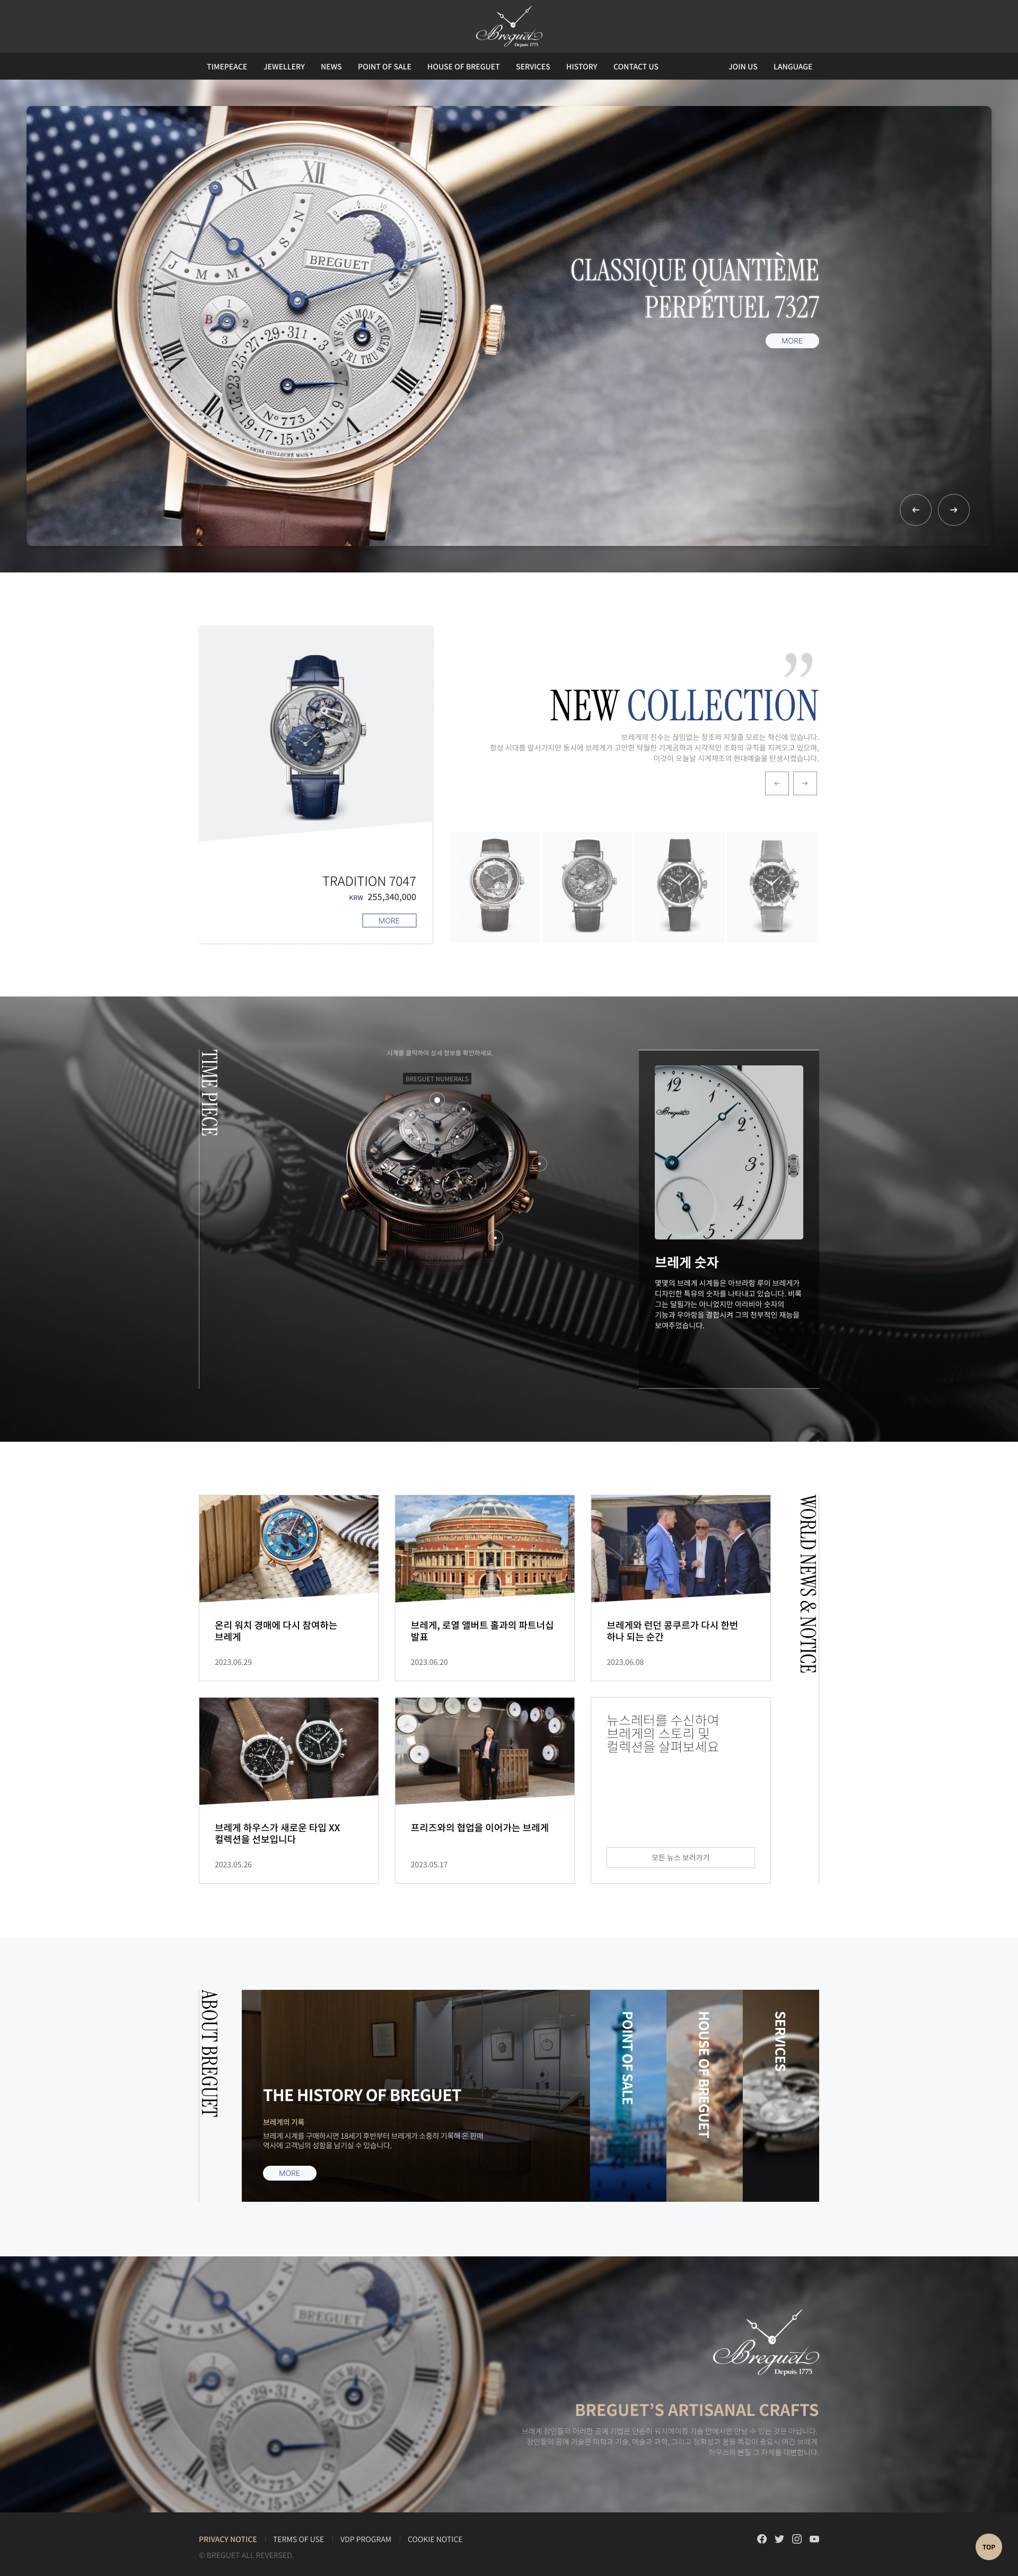 Breguet
Depuis 1775
TIMEPEACE
JEWELLERY
NEWS
POINT OF SALE
HOUSE OF BREGUET
SERVICES
HISTORY
CONTACT US
JOIN US
LANGUAGE
BREGUET
Nº 773
SWISS GUILLOCHÉ MAIN
CLASSIQUE QUANTIÈME
PERPÉTUEL 7327
MORE
NEW COLLECTION
브레게의 진수는 끊임없는 창조와 지칠줄 모르는 혁신에 있습니다.
항상 시대를 앞서가지만 동시에 브레게가 고안한 탁월한 기계공학과 시각적인 조화의 규칙을 지켜오고 있으며,
이것이 오늘날 시계제조의 현대예술을 탄생시켰습니다.
TRADITION 7047
KRW 255,340,000
MORE
TIME PIECE
시계를 클릭하여 상세 정보를 확인하세요.
BREGUET NUMERALS
Breguet
브레게 숫자
몇몇의 브레게 시계들은 아브라함 루이 브레게가
디자인한 특유의 숫자를 나타내고 있습니다. 비록
그는 달필가는 아니었지만 아라비아 숫자의
기능과 우아함을 결합시켜 그의 천부적인 재능을
보여주었습니다.
WORLD NEWS & NOTICE
온리 워치 경매에 다시 참여하는
브레게
2023.06.29
브레게, 로열 앨버트 홀과의 파트너십
발표
2023.06.20
브레게와 런던 콩쿠르가 다시 한번
하나 되는 순간
2023.06.08
브레게 하우스가 새로운 타입 XX
컬렉션을 선보입니다
2023.05.26
프리즈와의 협업을 이어가는 브레게
2023.05.17
뉴스레터를 수신하여
브레게의 스토리 및
컬렉션을 살펴보세요
모든 뉴스 보러가기
ABOUT BREGUET
THE HISTORY OF BREGUET
브레게의 기록
브레게 시계를 구매하시면 18세기 후반부터 브레게가 소중히 기록해 온 판매
역사에 고객님의 성함을 남기실 수 있습니다.
MORE
POINT OF SALE
HOUSE OF BREGUET
SERVICES
BREGUET
Nº 773
Breguet
Depuis 1775
BREGUET'S ARTISANAL CRAFTS
브레게 장인들의 이러한 공예 기법은 단순히 워치메이킹 기술 안에서만 만날 수 있는 것은 아닙니다.
장인들의 공예 기술은 미학과 기술, 예술과 과학, 그리고 정확성과 꿈을 똑같이 중요시 여긴 브레게
하우스의 본질 그 자체를 대변합니다.
PRIVACY NOTICE
TERMS OF USE
VDP PROGRAM
COOKIE NOTICE
© BREGUET ALL REVERSED.
TOP